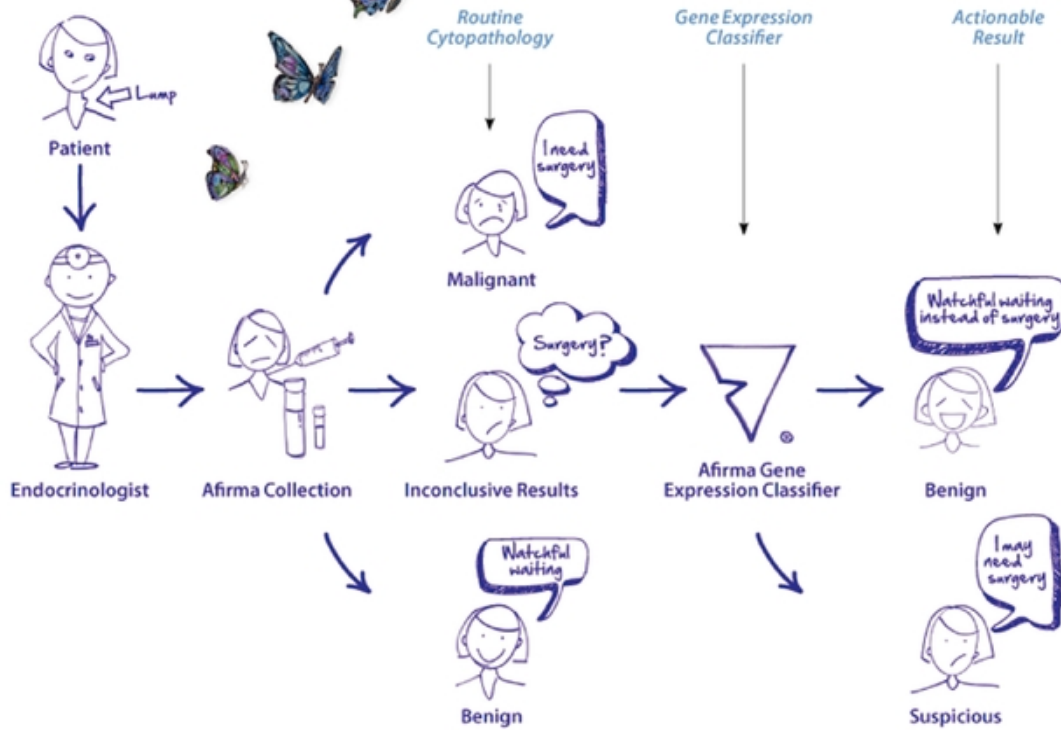 Routine
Cytopathology
Gene Expression
Classifier
Actionable
Result
Lump
Patient
I need
surgery
Malignant
Surgery?
Watchful waiting
instead of surgery
Endocrinologist
Afirma Collection
Inconclusive Results
®
Afirma Gene
Expression Classifier
Benign
Watchful
waiting
Benign
I may
need
surgery
Suspicious